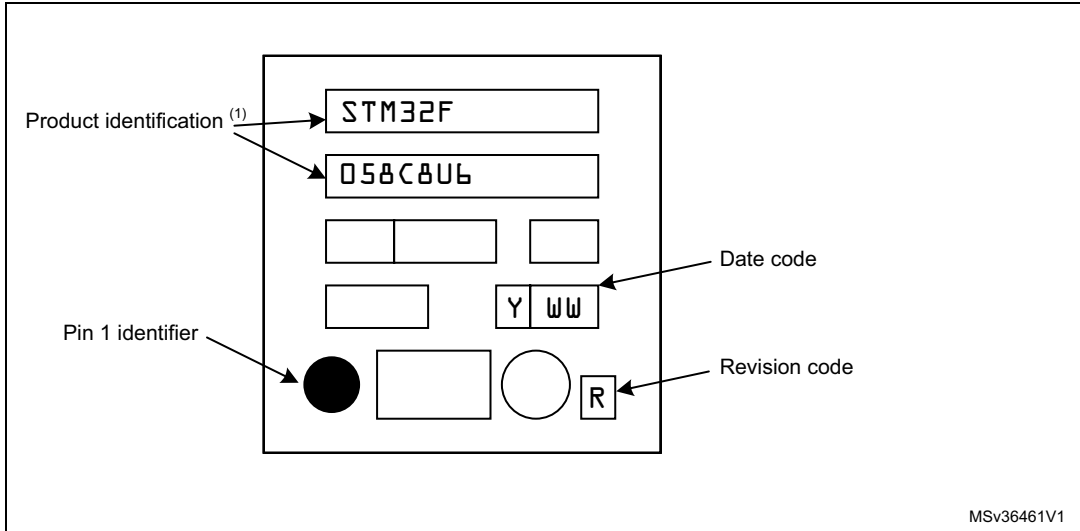 STM32F
Product identification (1)
058C8U6
Date code
Y WW
Pin 1 identifier
Revision code
R
MSv36461V1